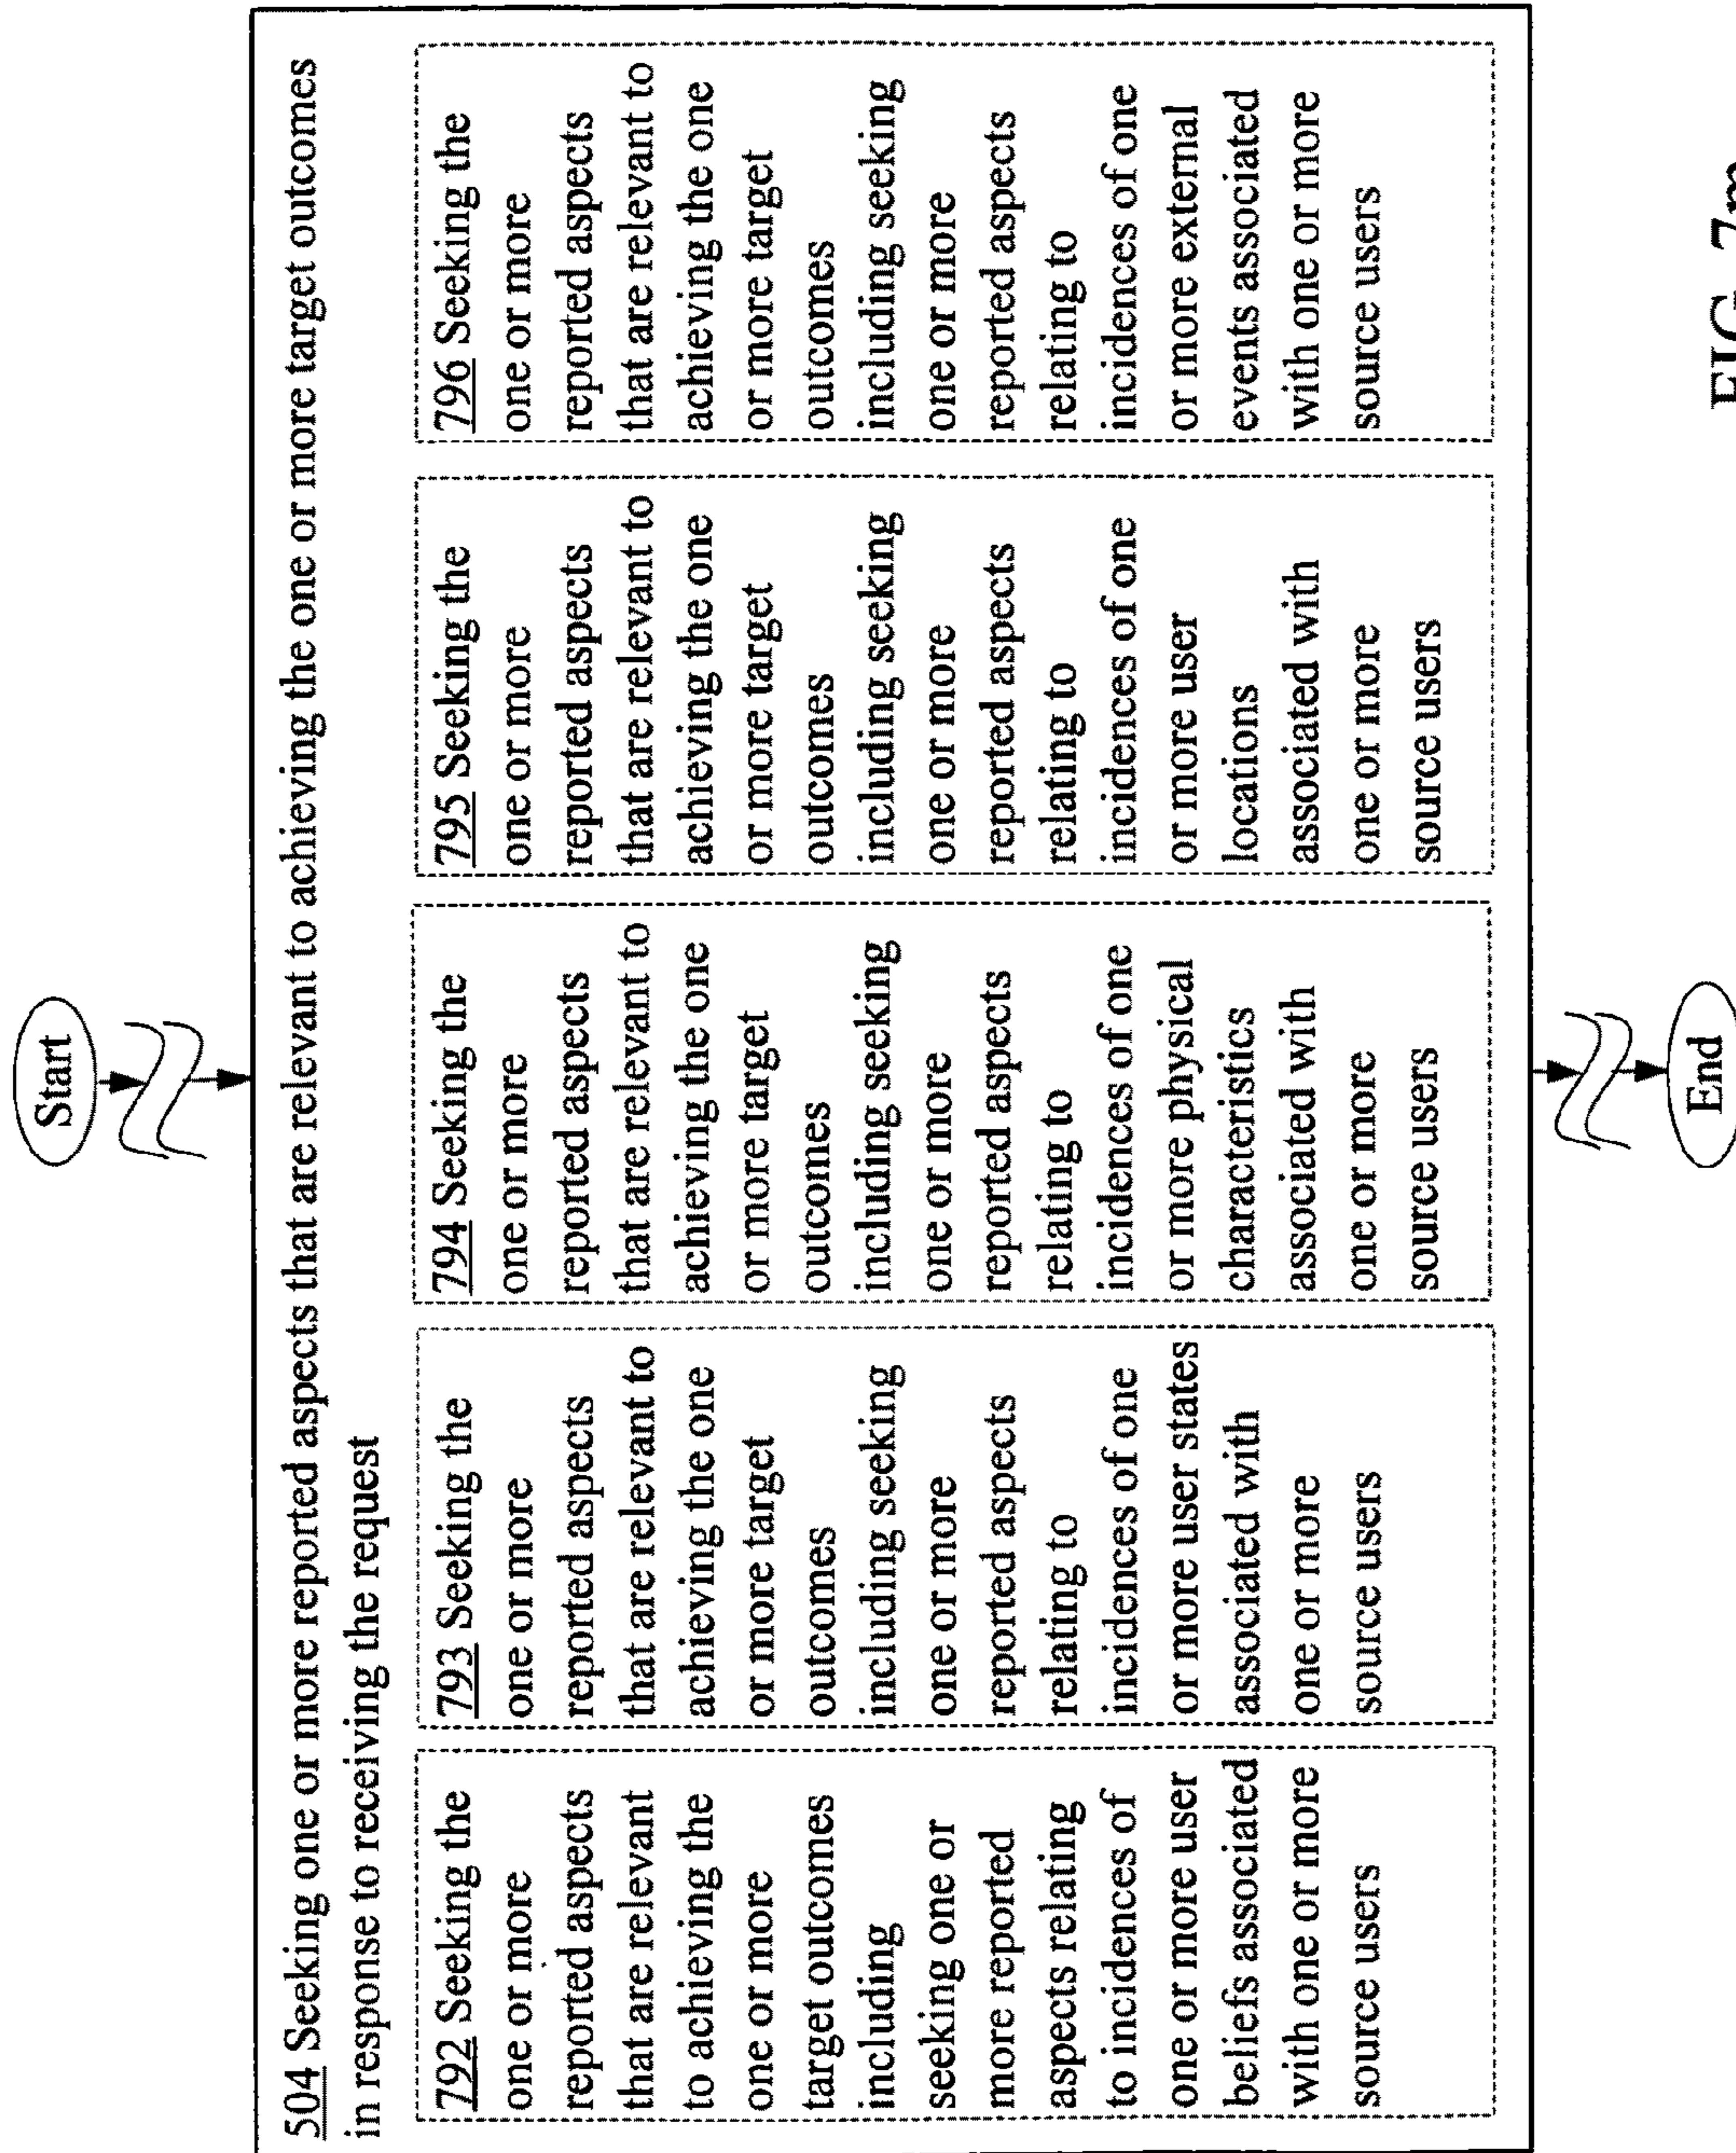 Start
504 Seeking one or more reported aspects that are relevant to achieving the one or more target outcomes
in response to receiving the request
792 Seeking the
one or more
reported aspects
that are relevant
to achieving the
one or more
target outcomes
including
seeking one or
more reported
aspects relating
to incidences of
one or more user
beliefs associated
with one or more
source users
793 Seeking the
one or more
reported aspects
that are relevant to
achieving the one
or more target
outcomes
including seeking
one or more
reported aspects
relating to
incidences of one
or more user states
associated with
one or more
source users
794 Seeking the
one or more
reported aspects
that are relevant to
achieving the one
or more target
outcomes
including seeking
one or more
reported aspects
relating to
incidences of one
or more physical
characteristics
associated with
one or more
source users
795 Seeking the
one or more
reported aspects
that are relevant to
achieving the one
or more target
outcomes
including seeking
one or more
reported aspects
relating to
incidences of one
or more user
locations
associated with
one or more
source users
796 Seeking the
one or more
reported aspects
that are relevant to
achieving the one
or more target
outcomes
including seeking
one or more
reported aspects
relating to
incidences of one
or more external
events associated
with one or more
source users
End